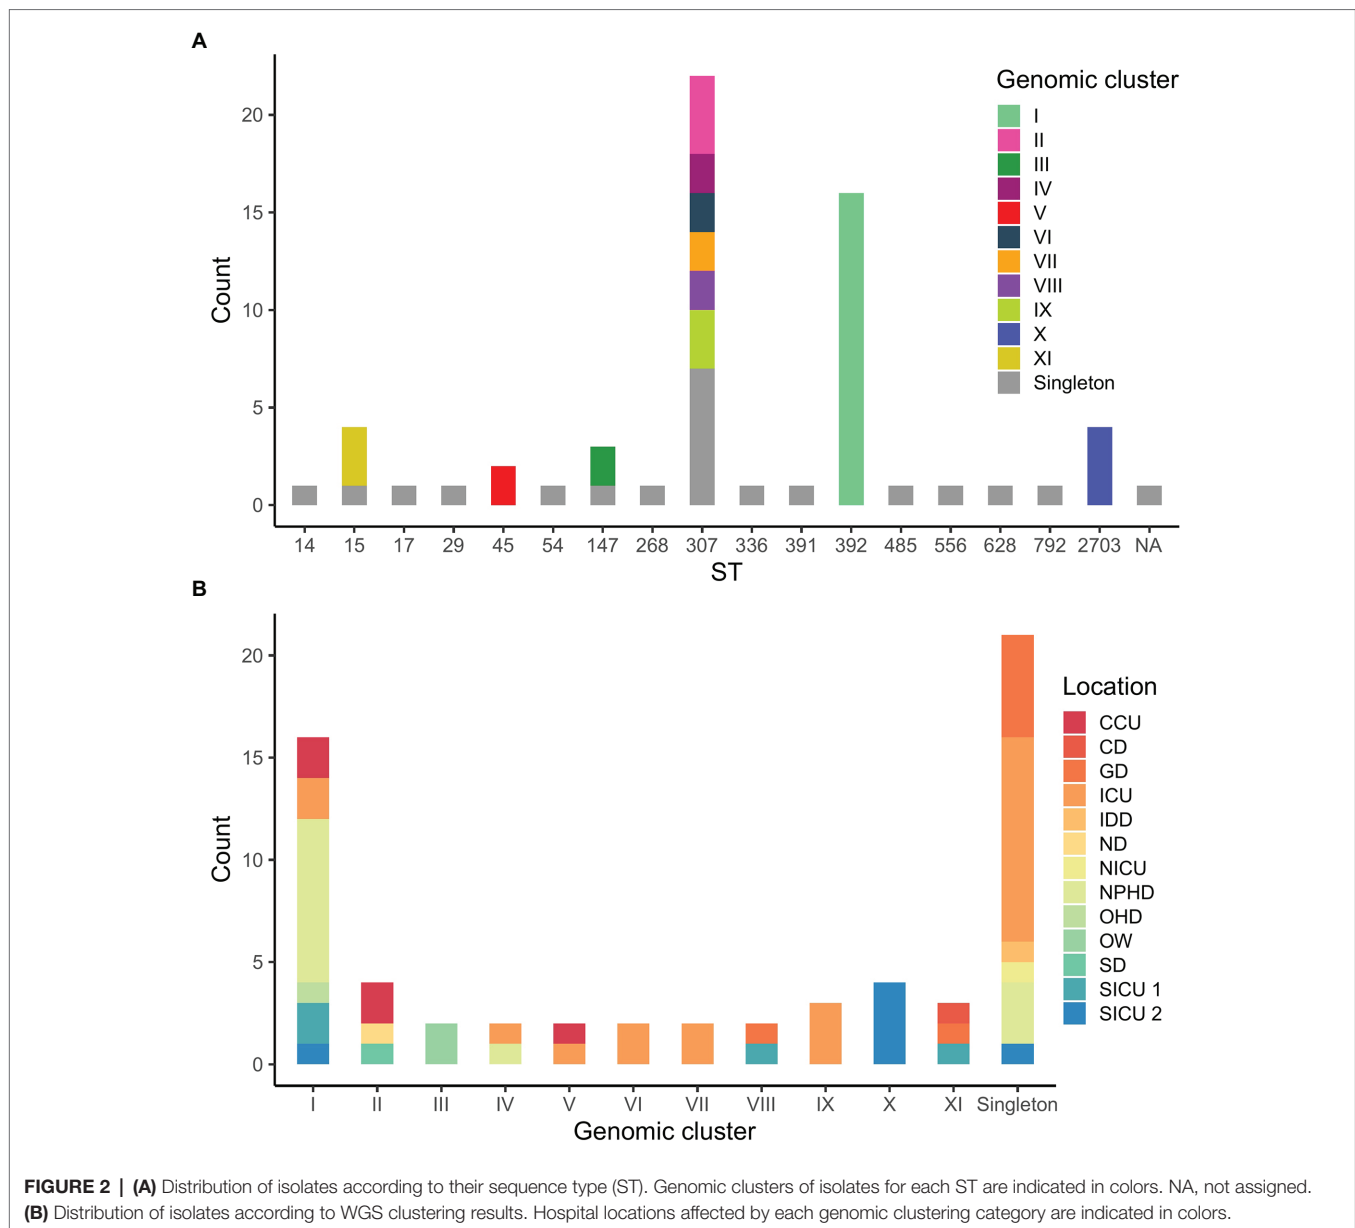 A
Count
20
15
10
5
0
14 15 17 29 45 54 147 268 307 336 391 392 485 556 628 792 2703 NA
ST
Genomic cluster
I
II
III
IV
V
VI
VII
VIII
IX
X
XI
Singleton
B
Count
20
15
10
5
0
I II III IV V VI VII VIII IX X XI Singleton
Genomic cluster
Location
CCU
CD
GD
ICU
IDD
ND
NICU
NPHD
OHD
OW
SD
SICU 1
SICU 2
FIGURE 2 | (A) Distribution of isolates according to their sequence type (ST). Genomic clusters of isolates for each ST are indicated in colors. NA, not assigned.
(B) Distribution of isolates according to WGS clustering results. Hospital locations affected by each genomic clustering category are indicated in colors.